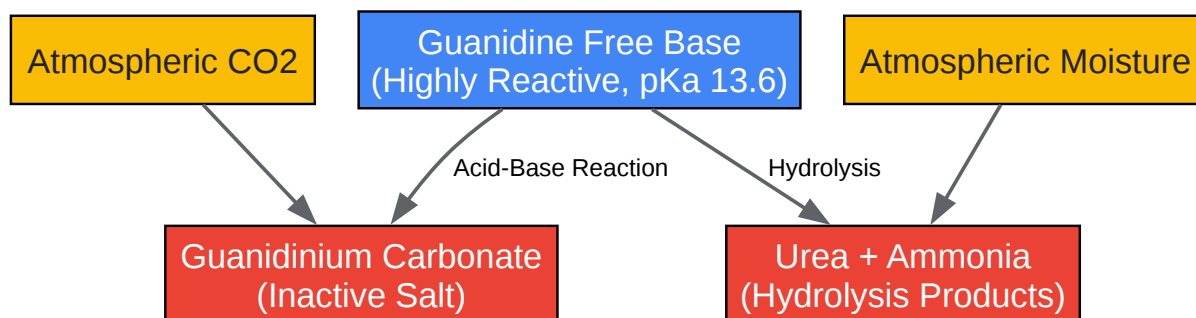 Atmospheric CO2
Guanidine Free Base
(Highly Reactive, pKa 13.6)
Atmospheric Moisture
Acid-Base Reaction
Hydrolysis
Guanidinium Carbonate
(Inactive Salt)
Urea + Ammonia
(Hydrolysis Products)